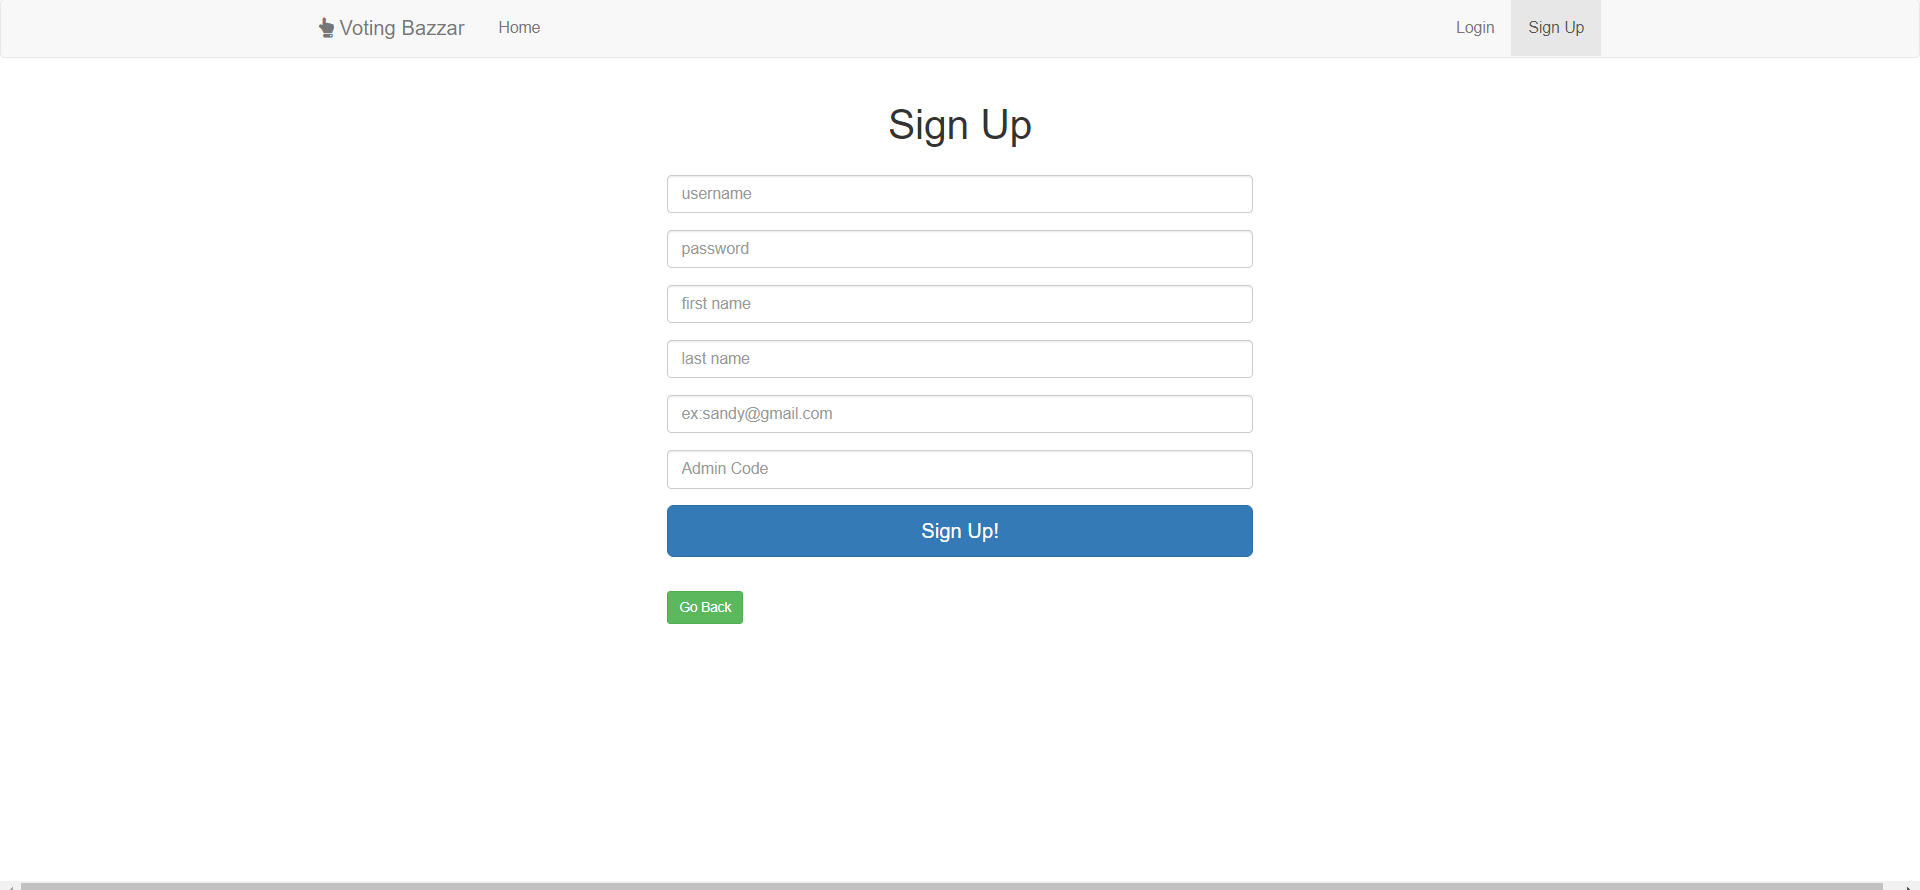 Voting Bazzar Home Login Sign Up
Sign Up
username
password
first name
last name
ex:sandy@gmail.com
Admin Code
Sign Up!
Go Back